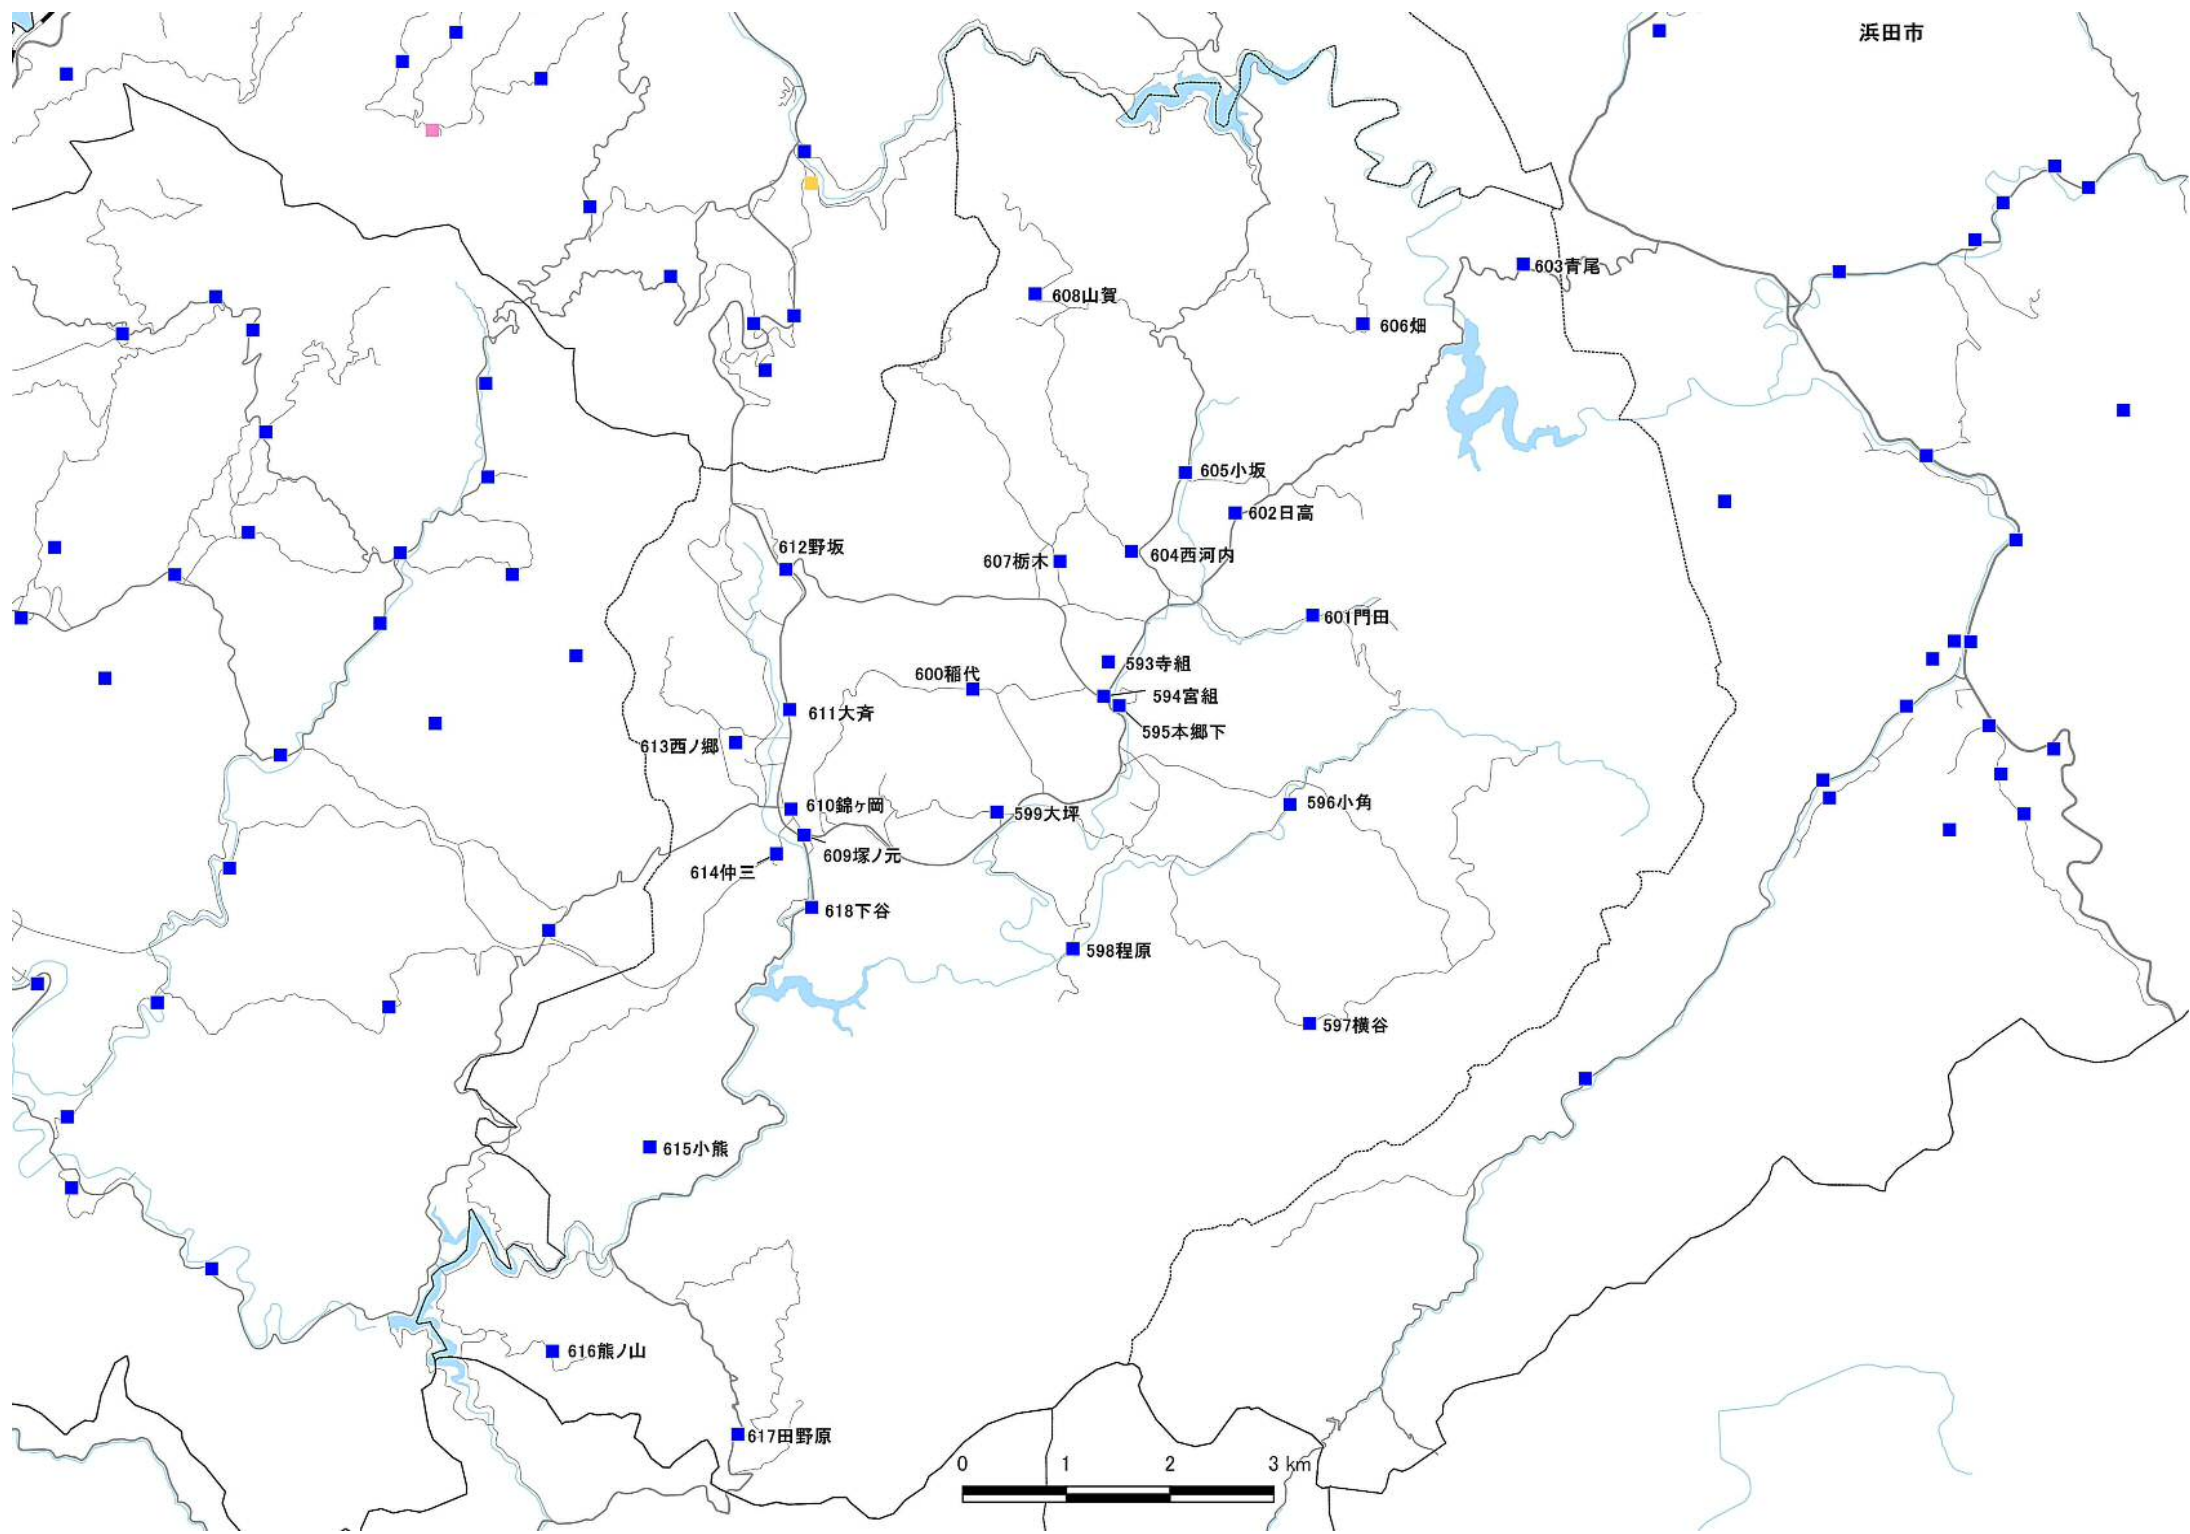 浜田市
603青尾
608山賀
606畑
605小坂
602日高
612野坂
604西河内
607栃木
601門田
593寺組
600稲代
594宮組
611大斉
595本郷下
613西ノ郷
596小角
610錦ヶ岡
599大坪
609塚ノ元
614仲三
618下谷
598程原
597横谷
615小熊
616熊ノ山
617田野原
0 1 2 3 km